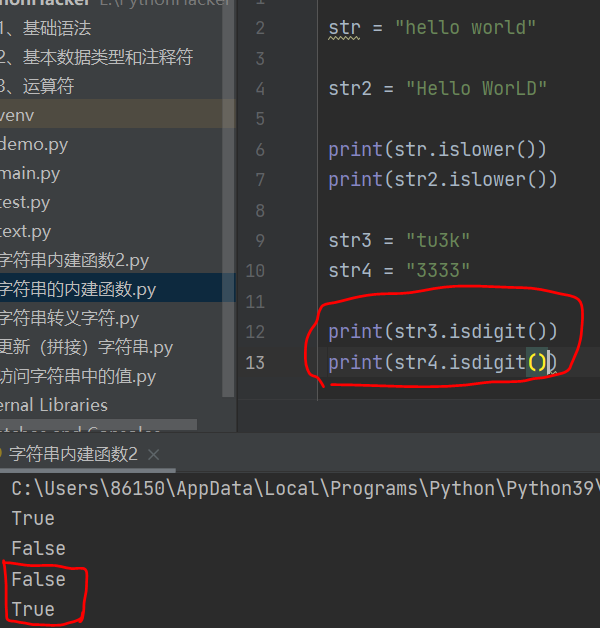 nonHacker E:\PythonHacker
1、基础语法
2、基本数据类型和注释符
3、运算符
venv
demo.py
main.py
test.py
text.py
字符串内建函数2.py
字符串的内建函数.py
字符串转义字符.py
更新（拼接）字符串.py
访问字符串中的值.py
ernal Libraries
atches and Consoles
1
2 str = "hello world"
3
4 str2 = "Hello WorLD"
5
6 print(str.islower())
7 print(str2.islower())
8
9 str3 = "tu3k"
10 str4 = "3333"
11
12 print(str3.isdigit())
13 print(str4.isdigit())
字符串内建函数2 ×
C:\Users\86150\AppData\Local\Programs\Python\Python39\
True
False
False
True